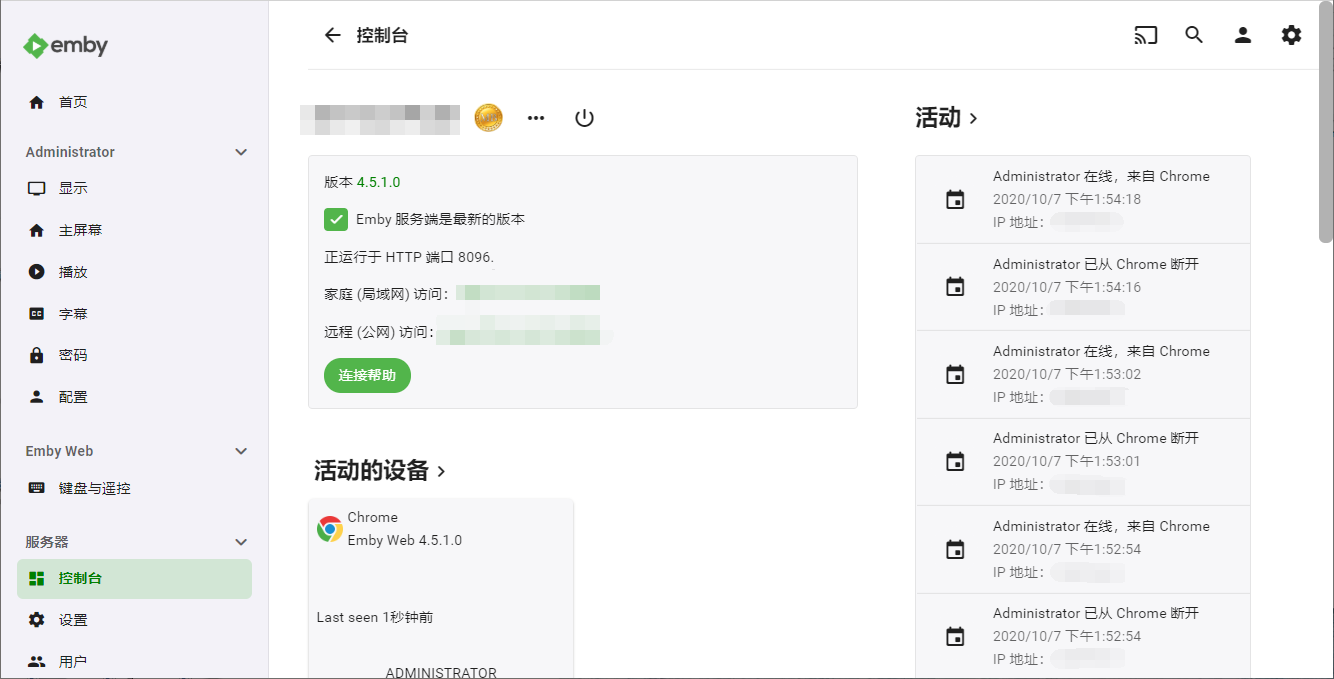 emby
首页
Administrator
显示
主屏幕
播放
字幕
密码
配置
Emby Web
键盘与遥控
服务器
控制台
设置
用户
控制台
版本 4.5.1.0
Emby 服务端是最新的版本
正运行于 HTTP 端口 8096.
家庭 (局域网) 访问：
远程 (公网) 访问：
连接帮助
活动的设备
Chrome
Emby Web 4.5.1.0
Last seen 1秒钟前
ADMINISTRATOR
活动
Administrator 在线，来自 Chrome
2020/10/7 下午1:54:18
IP 地址：
Administrator 已从 Chrome 断开
2020/10/7 下午1:54:16
IP 地址：
Administrator 在线，来自 Chrome
2020/10/7 下午1:53:02
IP 地址：
Administrator 已从 Chrome 断开
2020/10/7 下午1:53:01
IP 地址：
Administrator 在线，来自 Chrome
2020/10/7 下午1:52:54
IP 地址：
Administrator 已从 Chrome 断开
2020/10/7 下午1:52:54
IP 地址：